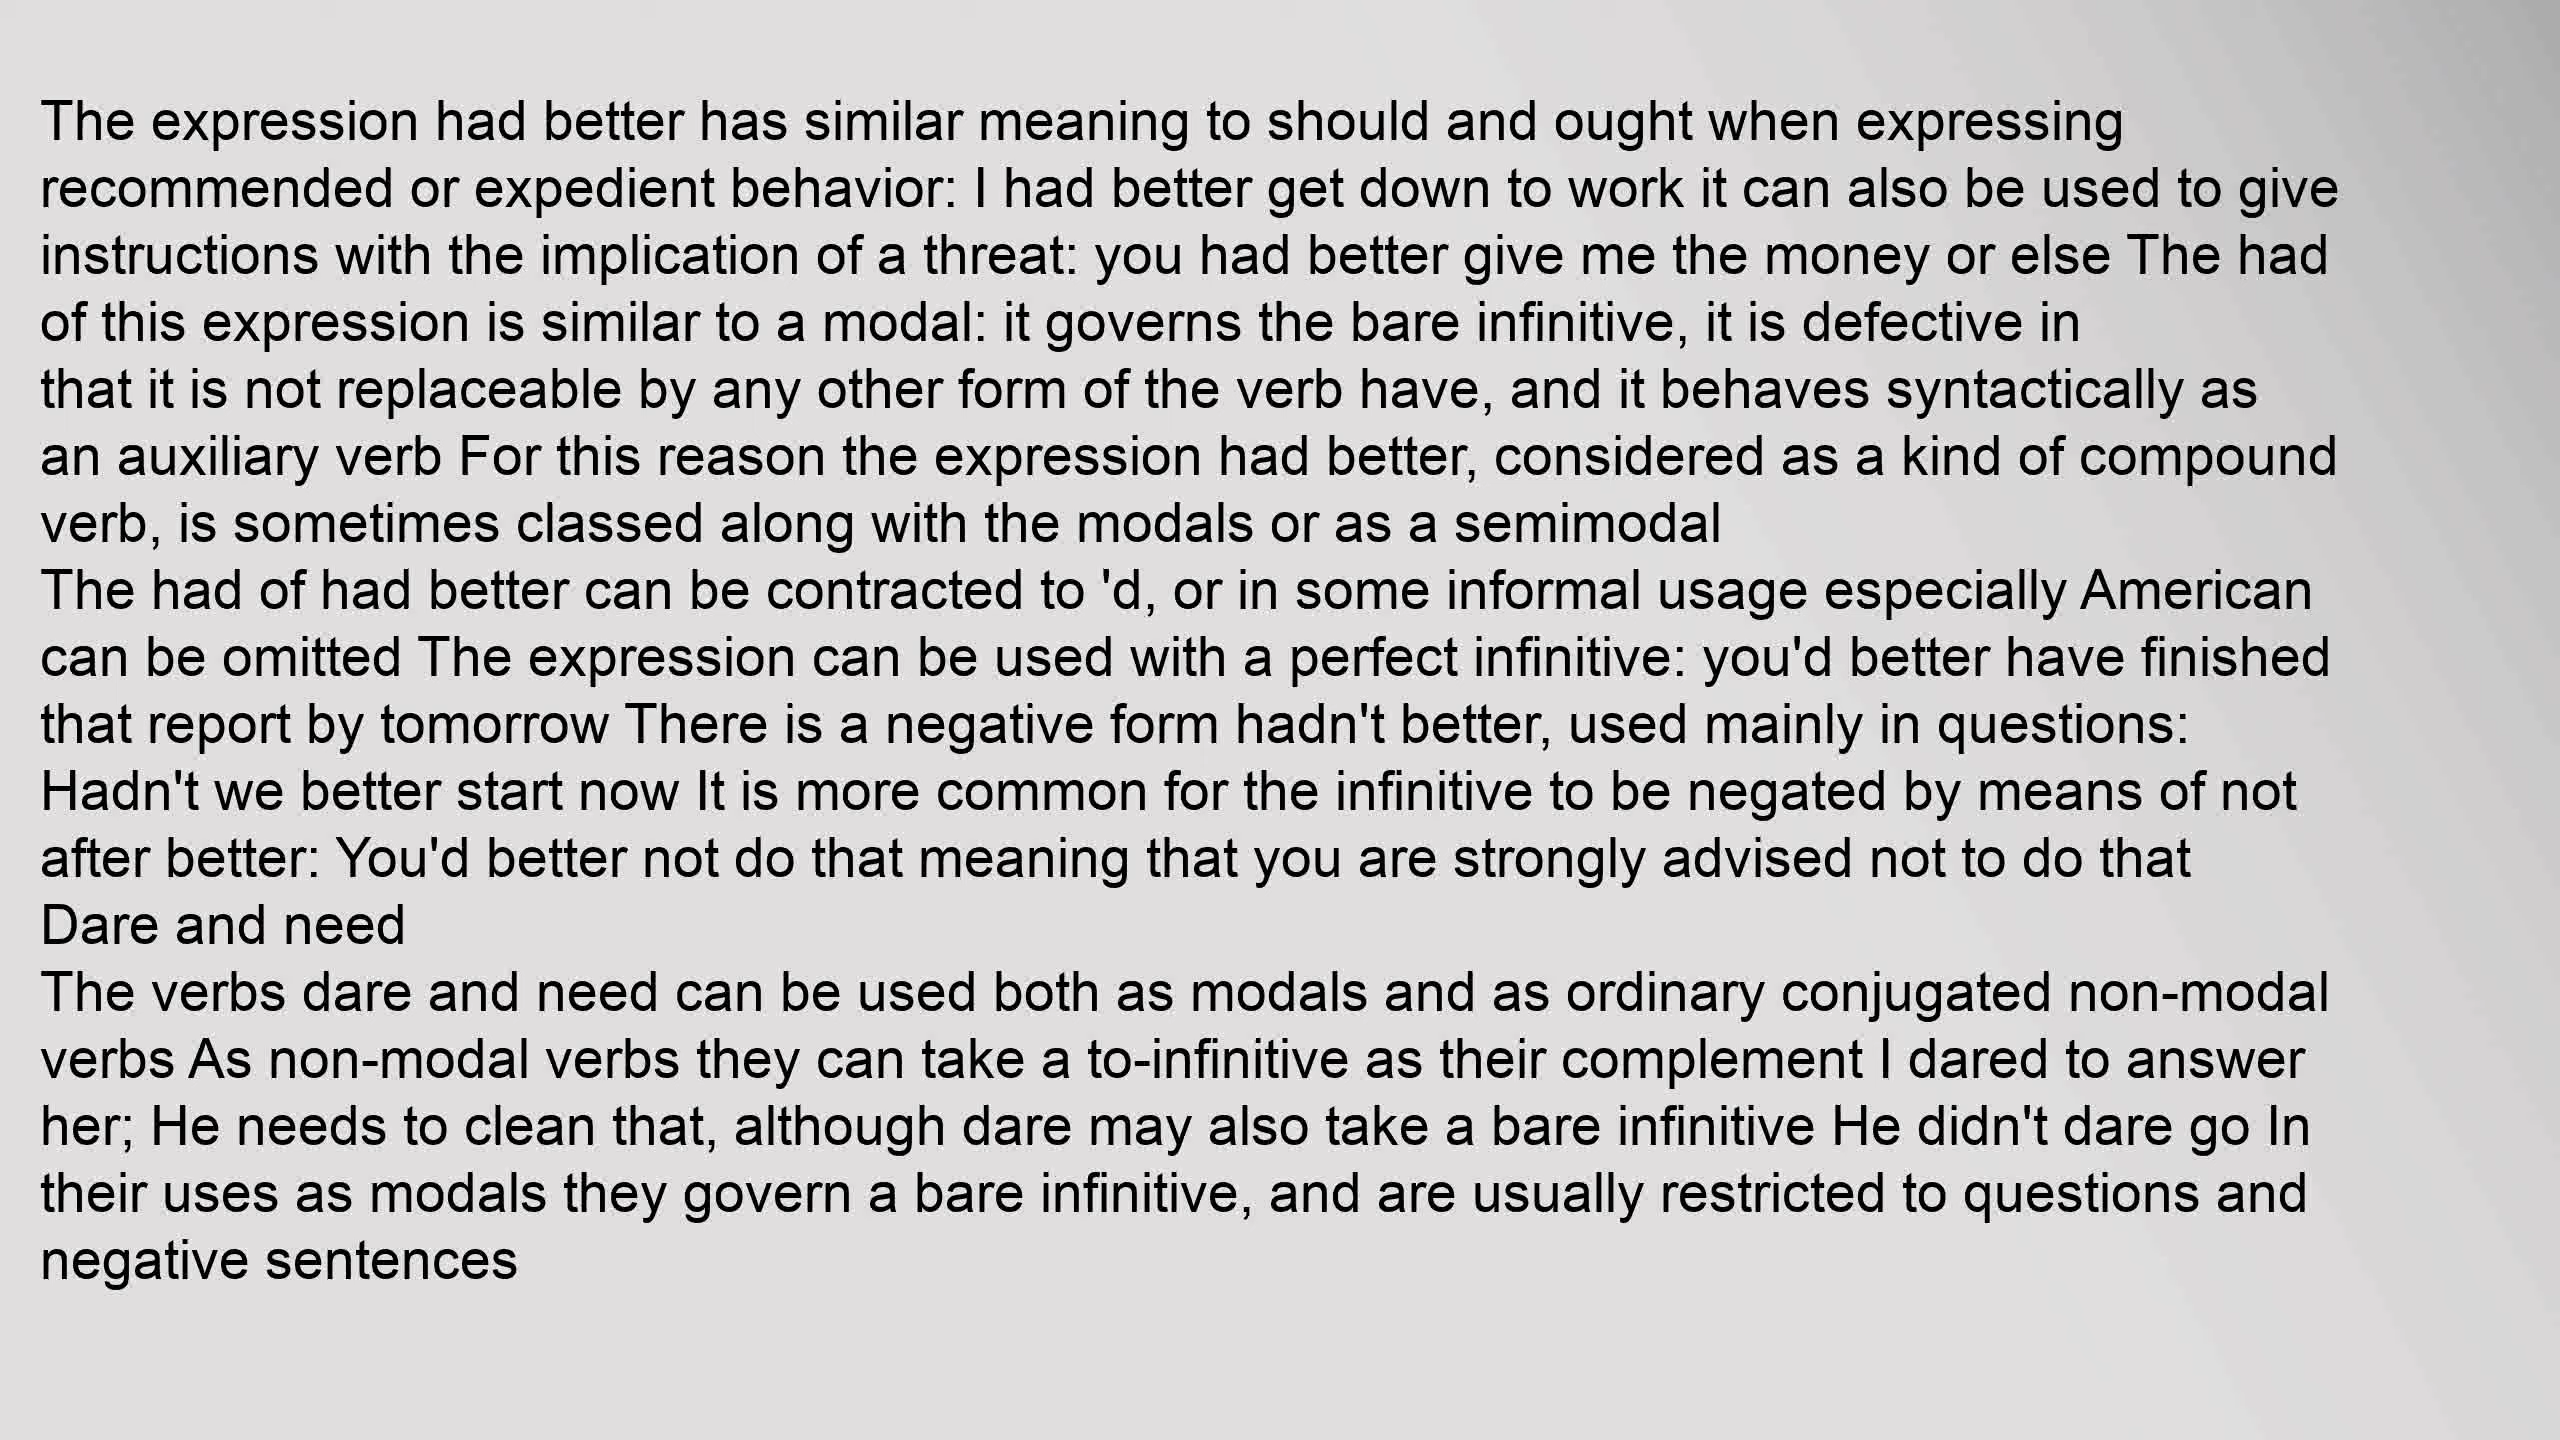 The expression had better has similar meaning to should and ought when expressing
recommended or expedient behavior: I had better get down to work it can also be used to give
instructions with the implication of a threat: you had better give me the money or else The had
of this expression is similar to a modal: it governs the bare infinitive, it is defective in
that it is not replaceable by any other form of the verb have, and it behaves syntactically as
an auxiliary verb For this reason the expression had better, considered as a kind of compound
verb, is sometimes classed along with the modals or as a semimodal
The had of had better can be contracted to 'd, or in some informal usage especially American
can be omitted The expression can be used with a perfect infinitive: you'd better have finished
that report by tomorrow There is a negative form hadn't better, used mainly in questions:
Hadn't we better start now It is more common for the infinitive to be negated by means of not
after better: You'd better not do that meaning that you are strongly advised not to do that
Dare and need
The verbs dare and need can be used both as modals and as ordinary conjugated non-modal
verbs As non-modal verbs they can take a to-infinitive as their complement I dared to answer
her; He needs to clean that, although dare may also take a bare infinitive He didn't dare go In
their uses as modals they govern a bare infinitive, and are usually restricted to questions and
negative sentences